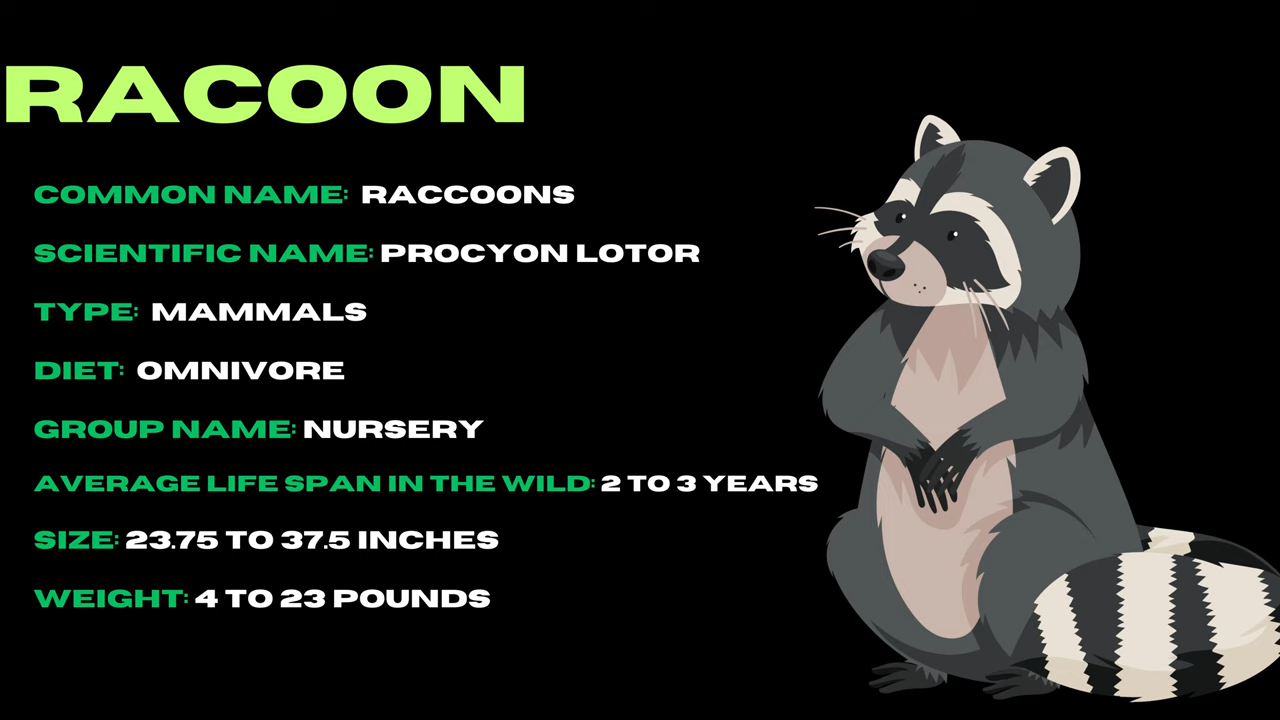 RACOON
COMMON NAME: RACCOONS
SCIENTIFIC NAME: PROCYON LOTOR
TYPE: MAMMALS
DIET: OMNIVORE
GROUP NAME: NURSERY
AVERAGE LIFE SPAN IN THE WILD: 2 TO 3 YEARS
SIZE: 23.75 TO 37.5 INCHES
WEIGHT: 4 TO 23 POUNDS